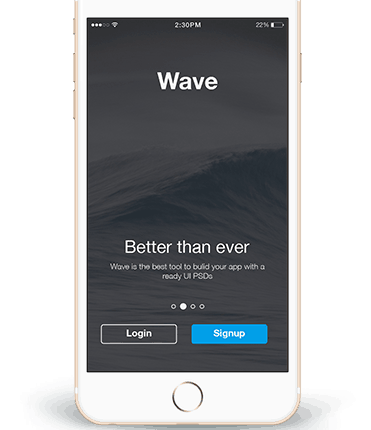 2:30PM 22%
Wave
Better than ever
Wave is the best tool to bulid your app with a
ready UI PSDs
Login Signup